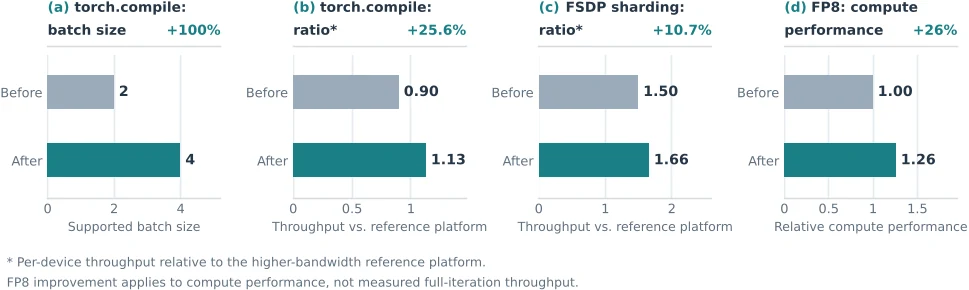 (a) torch.compile:
batch size +100%
Before 2
After 4
0 2 4
Supported batch size
(b) torch.compile:
ratio* +25.6%
Before 0.90
After 1.13
0 0.5 1
Throughput vs. reference platform
(c) FSDP sharding:
ratio* +10.7%
Before 1.50
After 1.66
0 1 2
Throughput vs. reference platform
(d) FP8: compute
performance +26%
Before 1.00
After 1.26
0 0.5 1 1.5
Relative compute performance
* Per-device throughput relative to the higher-bandwidth reference platform.
FP8 improvement applies to compute performance, not measured full-iteration throughput.